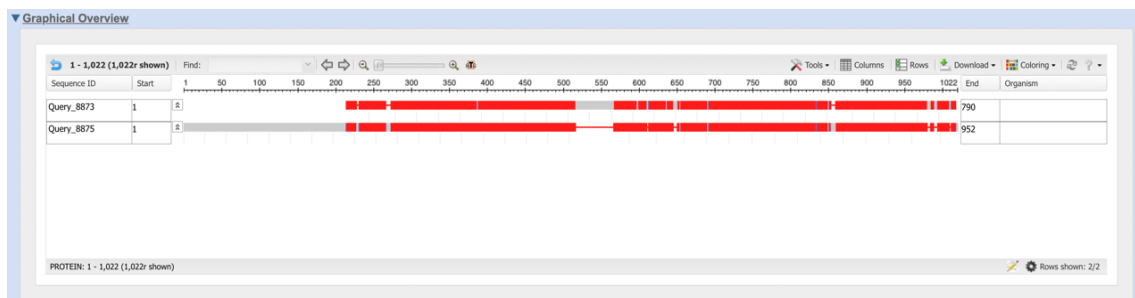 Graphical Overview
1 - 1,022 (1,022r shown) Find: Tools Columns Rows Download Coloring ?
Sequence ID Start 1 50 100 150 200 250 300 350 400 450 500 550 600 650 700 750 800 850 900 950 1022 End Organism
Query_8873 1 790
Query_8875 1 952
PROTEIN: 1 - 1,022 (1,022r shown) Rows shown: 2/2